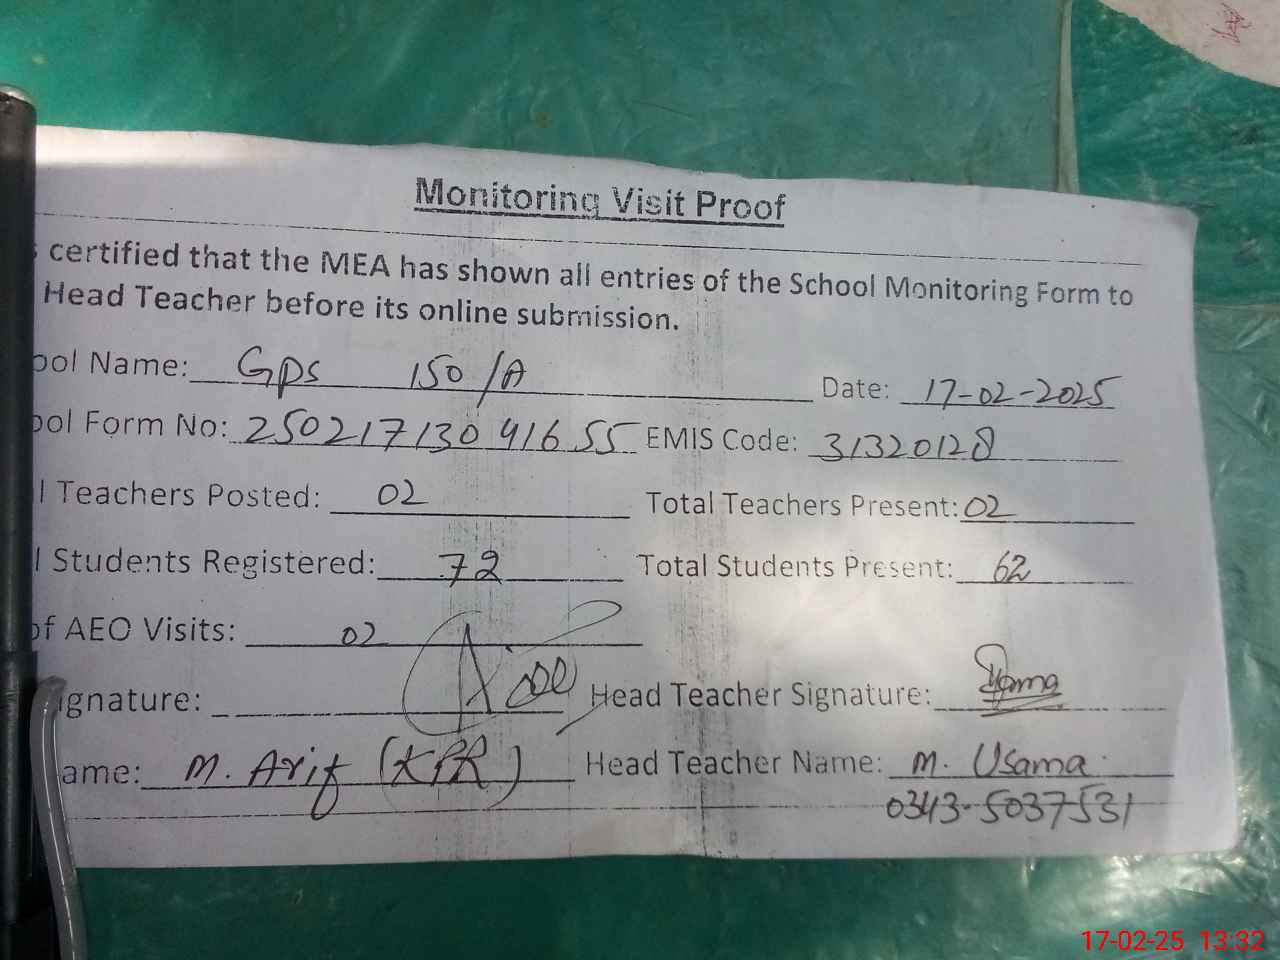 Monitoring Visit Proof
certified that the MEA has shown all entries of the School Monitoring Form to
Head Teacher before its online submission.
ool Name: Gps 150/A Date: 17-02-2025
ool Form No: 25021713091655 EMIS Code: 31320128
l Teachers Posted: 02 Total Teachers Present: 02
l Students Registered: 72 Total Students Present: 62
of AEO Visits: 02
ignature: Head Teacher Signature: Usama
ame: M. Arif (KPR) Head Teacher Name: M. Usama
0343-5037531
17-02-25 13:32